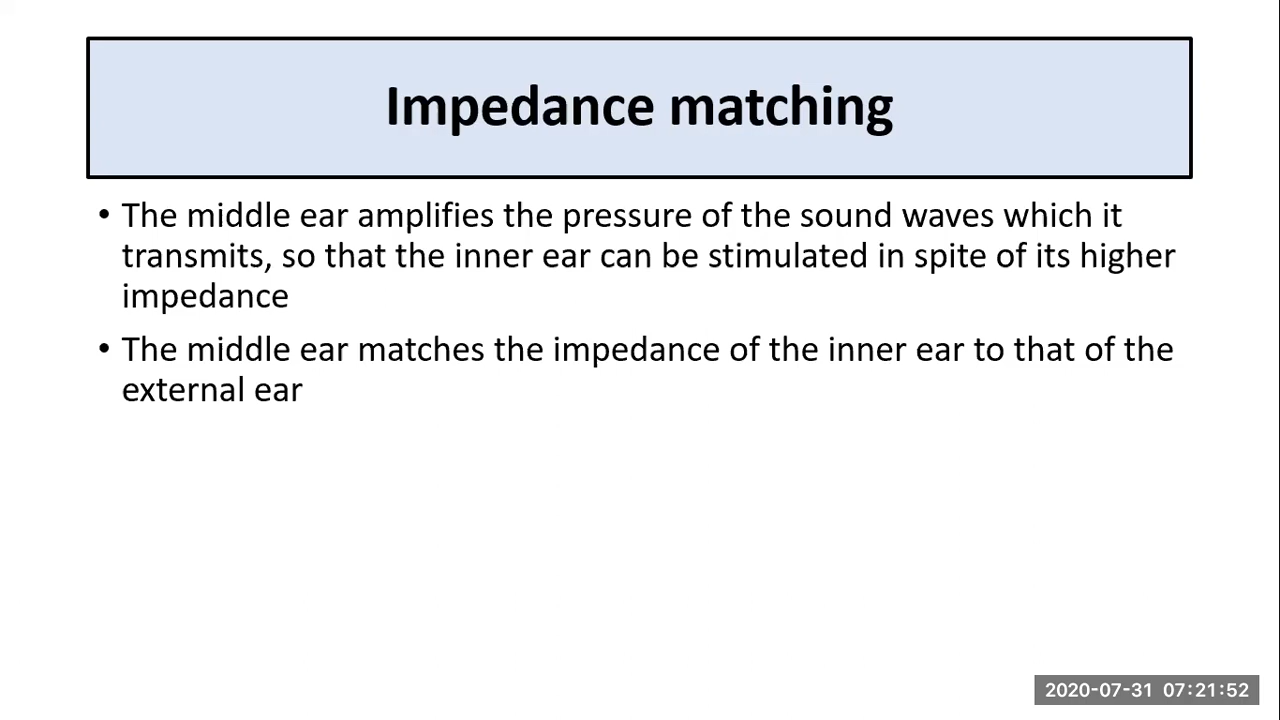 Impedance matching
• The middle ear amplifies the pressure of the sound waves which it
transmits, so that the inner ear can be stimulated in spite of its higher
impedance
• The middle ear matches the impedance of the inner ear to that of the
external ear
2020-07-31 07:21:52